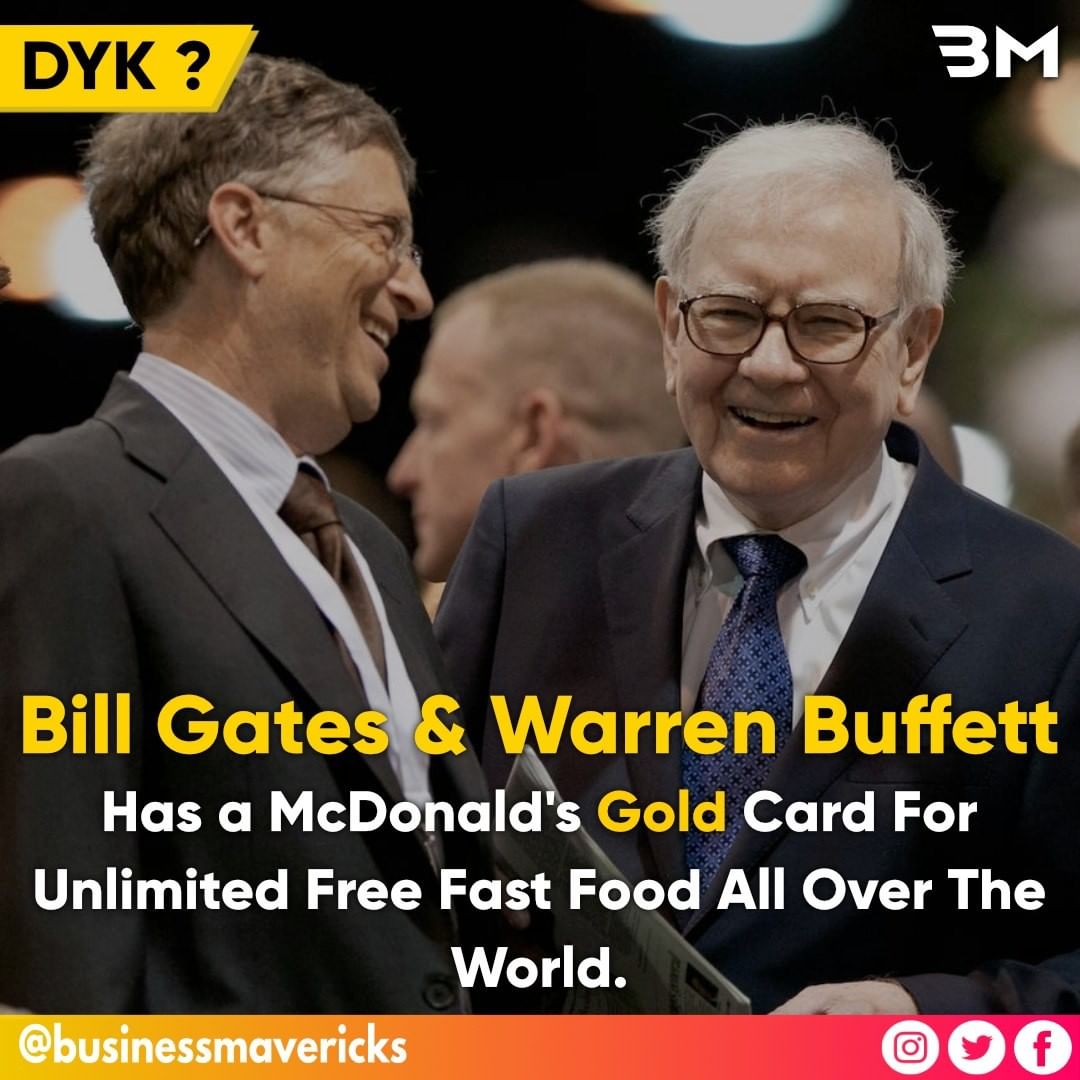 DYK ?
BM
Bill Gates & Warren Buffett
Has a McDonald's Gold Card For
Unlimited Free Fast Food All Over The
World.
@businessmavericks